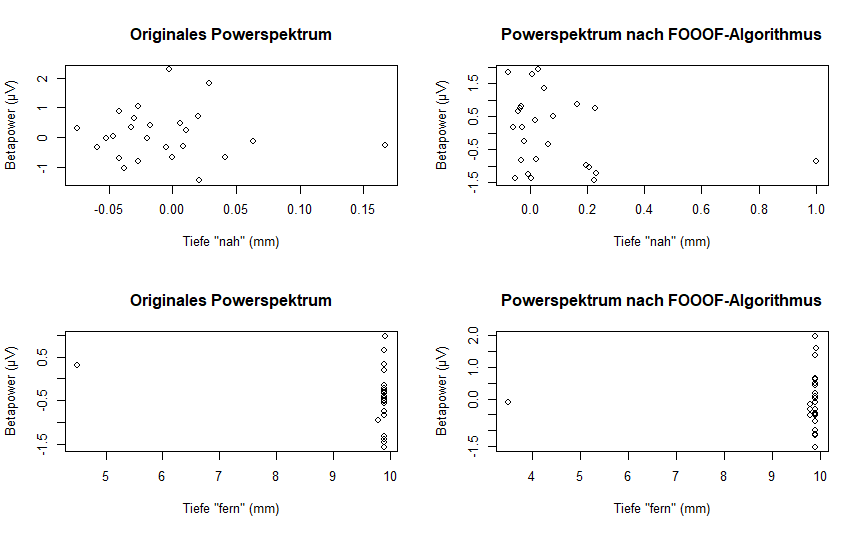 Originales Powerspektrum
Betapower (µV)
2
1
0
-1
-0.05 0.00 0.05 0.10 0.15
Tiefe "nah" (mm)
Powerspektrum nach FOOOF-Algorithmus
Betapower (µV)
1.5
0.5
-0.5
-1.5
0.0 0.2 0.4 0.6 0.8 1.0
Tiefe "nah" (mm)
Originales Powerspektrum
Betapower (µV)
0.5
-0.5
-1.5
5 6 7 8 9 10
Tiefe "fern" (mm)
Powerspektrum nach FOOOF-Algorithmus
Betapower (µV)
2.0
1.0
0.0
-1.5
4 5 6 7 8 9 10
Tiefe "fern" (mm)